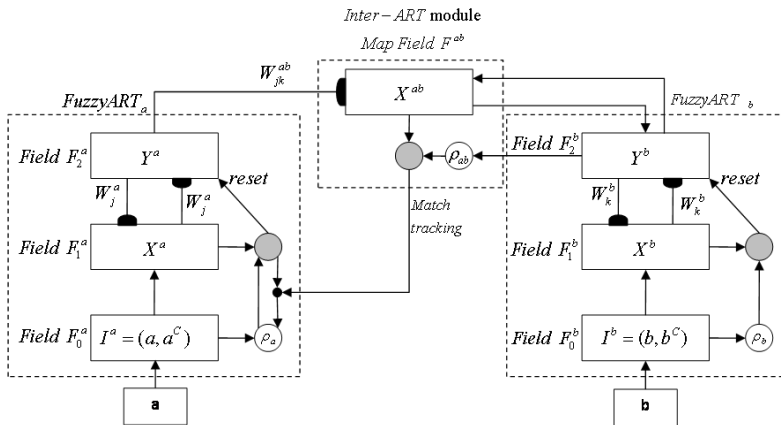 Inter−ART module
Map Field F^ab
W_jk^ab
X^ab
FuzzyART_a
FuzzyART_b
Field F_2^a
Y^a
ρ_ab
Field F_2^b
Y^b
reset
reset
W_j^a
W_j^a
Match
tracking
W_k^b
W_k^b
Field F_1^a
X^a
Field F_1^b
X^b
Field F_0^a
I^a = (a, a^C)
ρ_a
Field F_0^b
I^b = (b, b^C)
ρ_b
a
b